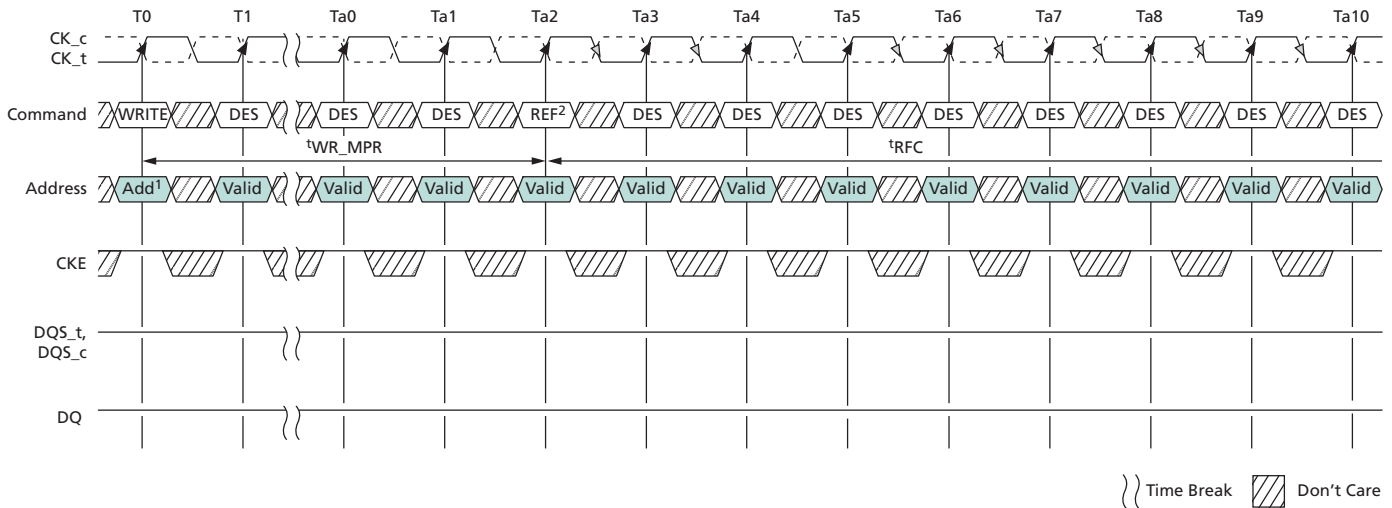 T0 T1 Ta0 Ta1 Ta2 Ta3 Ta4 Ta5 Ta6 Ta7 Ta8 Ta9 Ta10
CK_c
CK_t
Command WRITE DES DES DES REF² DES DES DES DES DES DES DES DES
ᵗWR_MPR ᵗRFC
Address Add¹ Valid Valid Valid Valid Valid Valid Valid Valid Valid Valid Valid Valid
CKE
DQS_t,
DQS_c
DQ
Time Break Don't Care